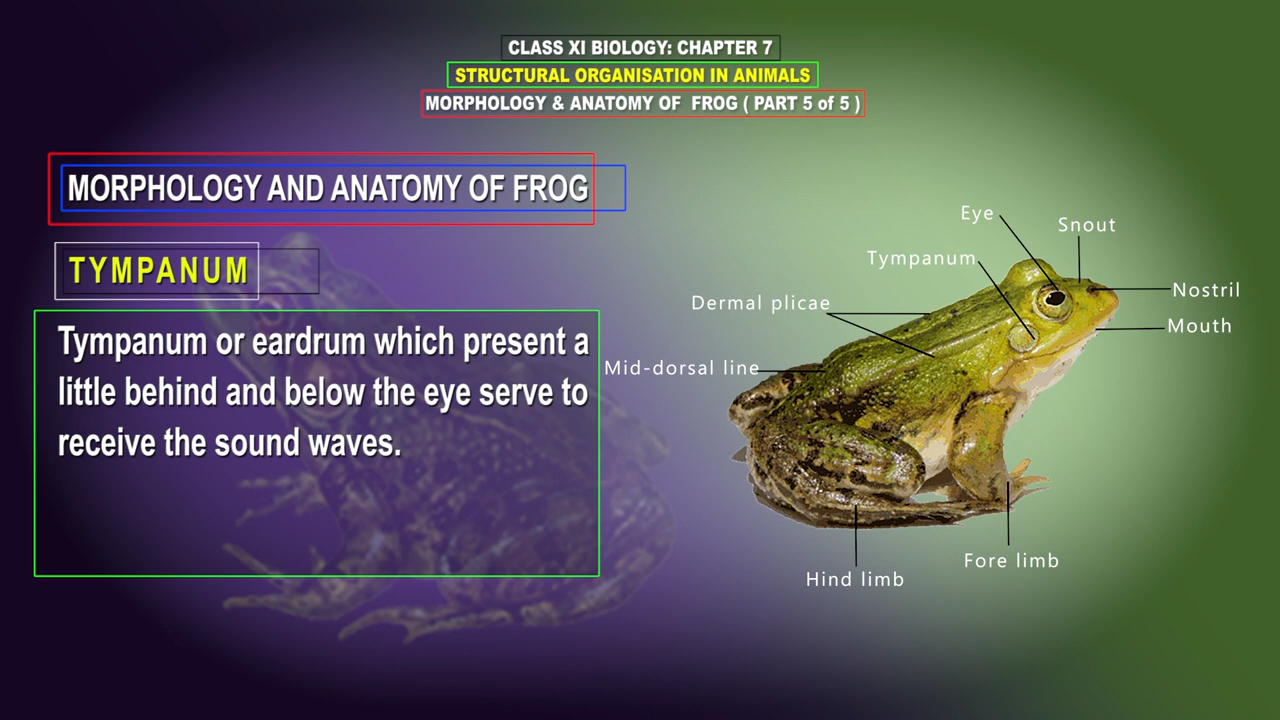 CLASS XI BIOLOGY: CHAPTER 7
STRUCTURAL ORGANISATION IN ANIMALS
MORPHOLOGY & ANATOMY OF FROG ( PART 5 of 5 )
MORPHOLOGY AND ANATOMY OF FROG
TYMPANUM
Tympanum or eardrum which present a
little behind and below the eye serve to
receive the sound waves.
Eye
Snout
Tympanum
Nostril
Dermal plicae
Mouth
Mid-dorsal line
Fore limb
Hind limb